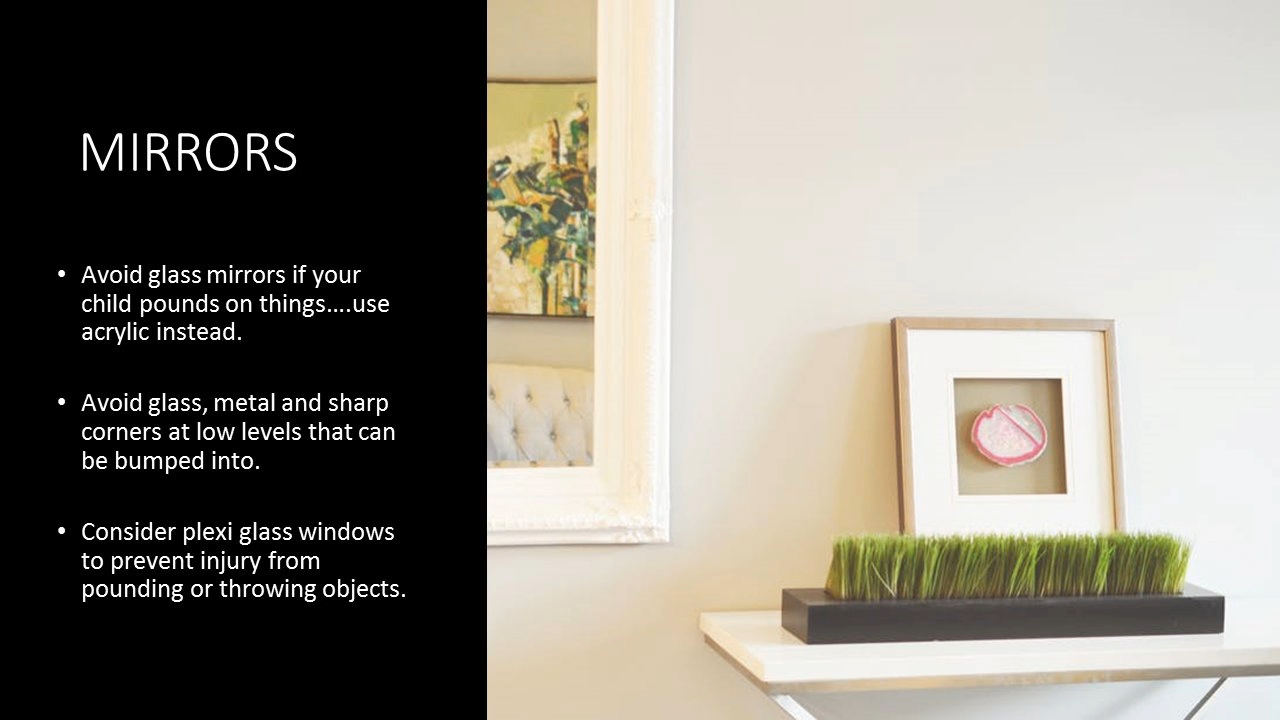 MIRRORS
• Avoid glass mirrors if your
child pounds on things....use
acrylic instead.
• Avoid glass, metal and sharp
corners at low levels that can
be bumped into.
• Consider plexi glass windows
to prevent injury from
pounding or throwing objects.